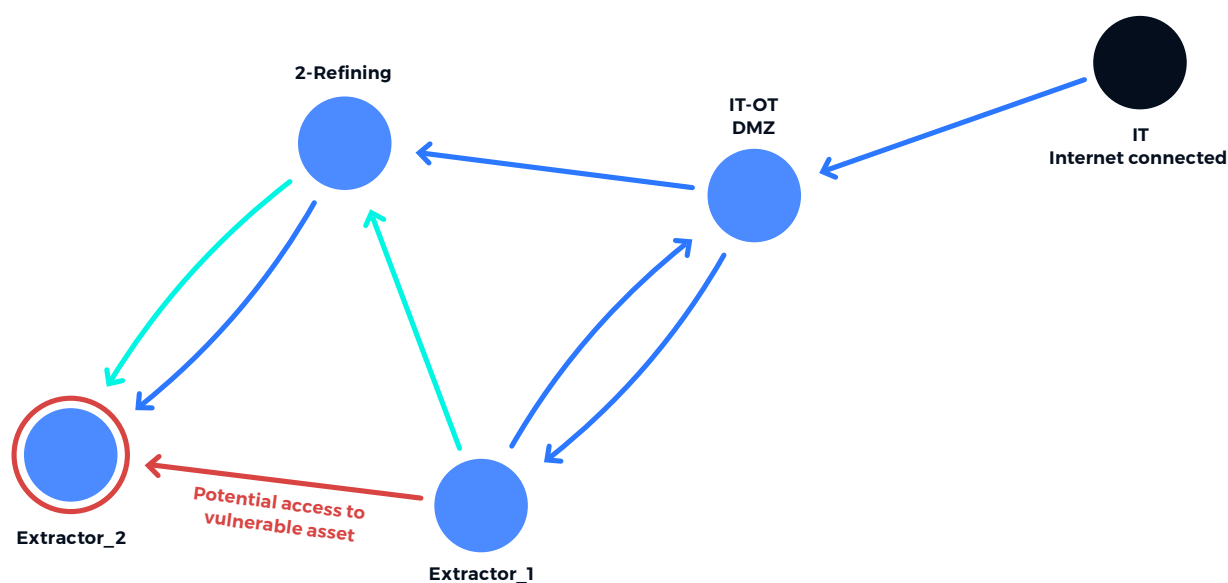 2-Refining
IT-OT
DMZ
IT
Internet connected
Potential access to
vulnerable asset
Extractor_2
Extractor_1